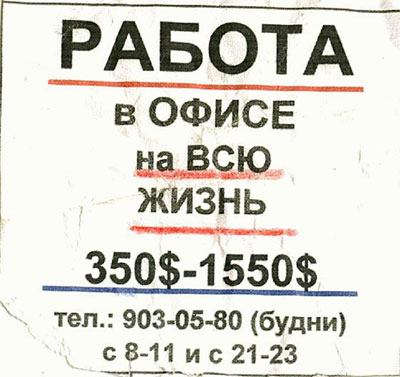 РАБОТА
в ОФИСЕ
на ВСЮ
ЖИЗНЬ
350$-1550$
тел.: 903-05-80 (будни)
с 8-11 и с 21-23